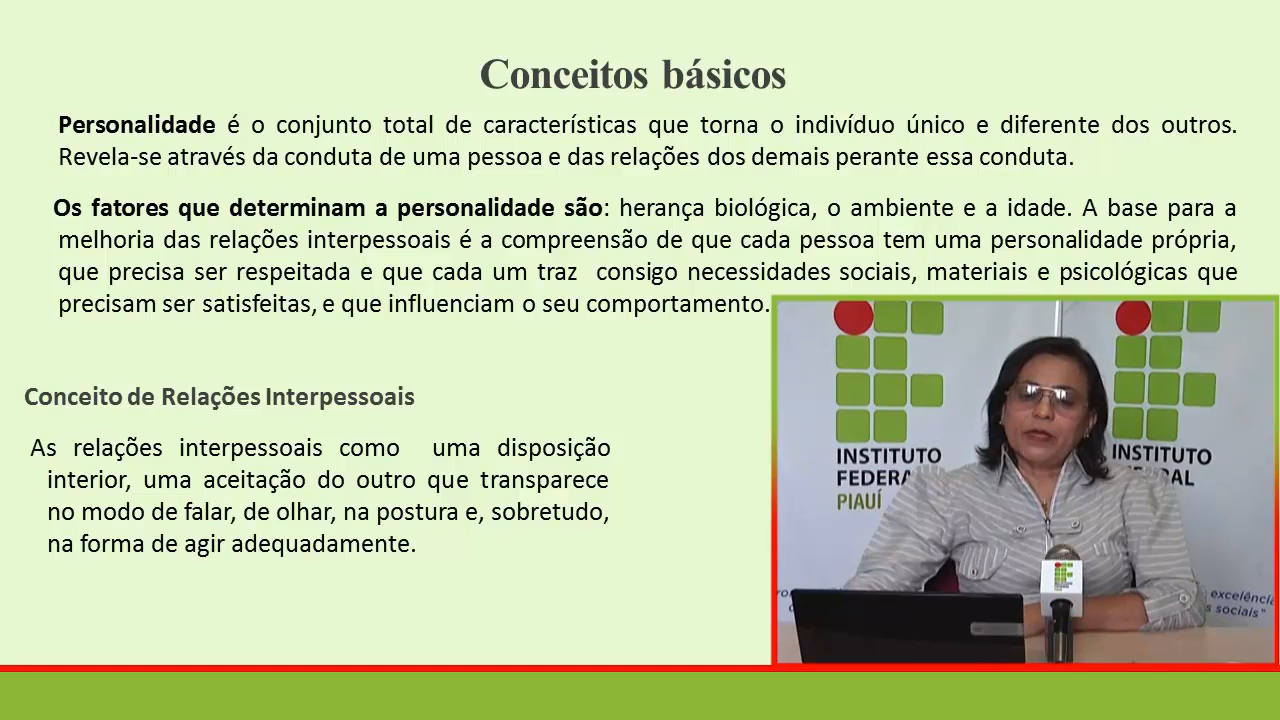 Conceitos básicos
Personalidade é o conjunto total de características que torna o indivíduo único e diferente dos outros.
Revela-se através da conduta de uma pessoa e das relações dos demais perante essa conduta.
Os fatores que determinam a personalidade são: herança biológica, o ambiente e a idade. A base para a
melhoria das relações interpessoais é a compreensão de que cada pessoa tem uma personalidade própria,
que precisa ser respeitada e que cada um traz consigo necessidades sociais, materiais e psicológicas que
precisam ser satisfeitas, e que influenciam o seu comportamento.
Conceito de Relações Interpessoais
As relações interpessoais como uma disposição
interior, uma aceitação do outro que transparece
no modo de falar, de olhar, na postura e, sobretudo,
na forma de agir adequadamente.
INSTITUTO
FEDERAL
PIAUÍ
INSTITUTO
excelência
sociais"